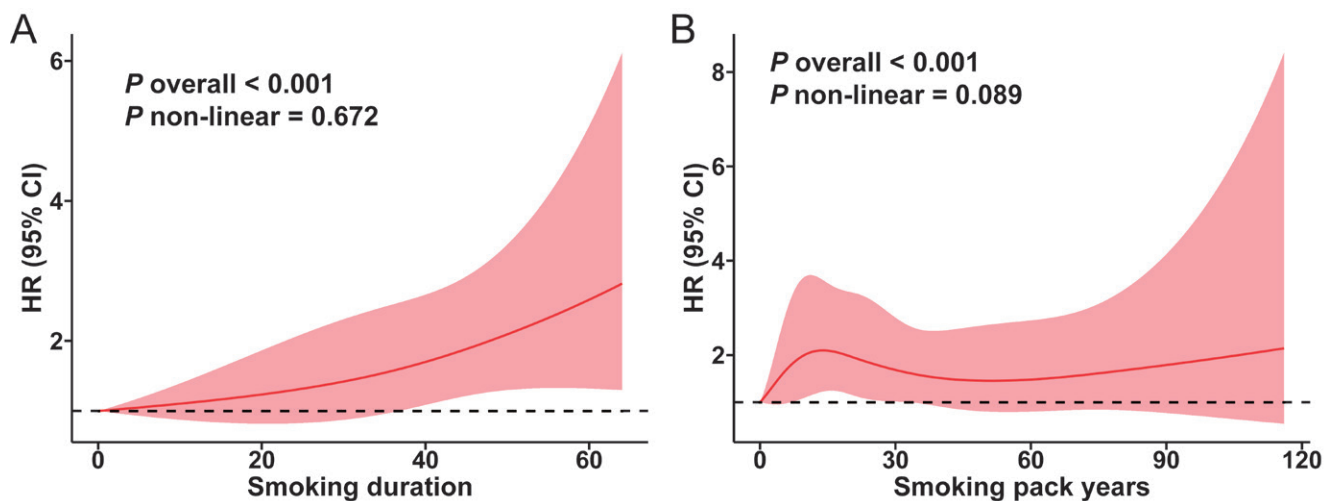 A
P overall < 0.001
P non-linear = 0.672
HR (95% CI)
6
4
2
0 20 40 60
Smoking duration
B
P overall < 0.001
P non-linear = 0.089
HR (95% CI)
8
6
4
2
0 30 60 90 120
Smoking pack years